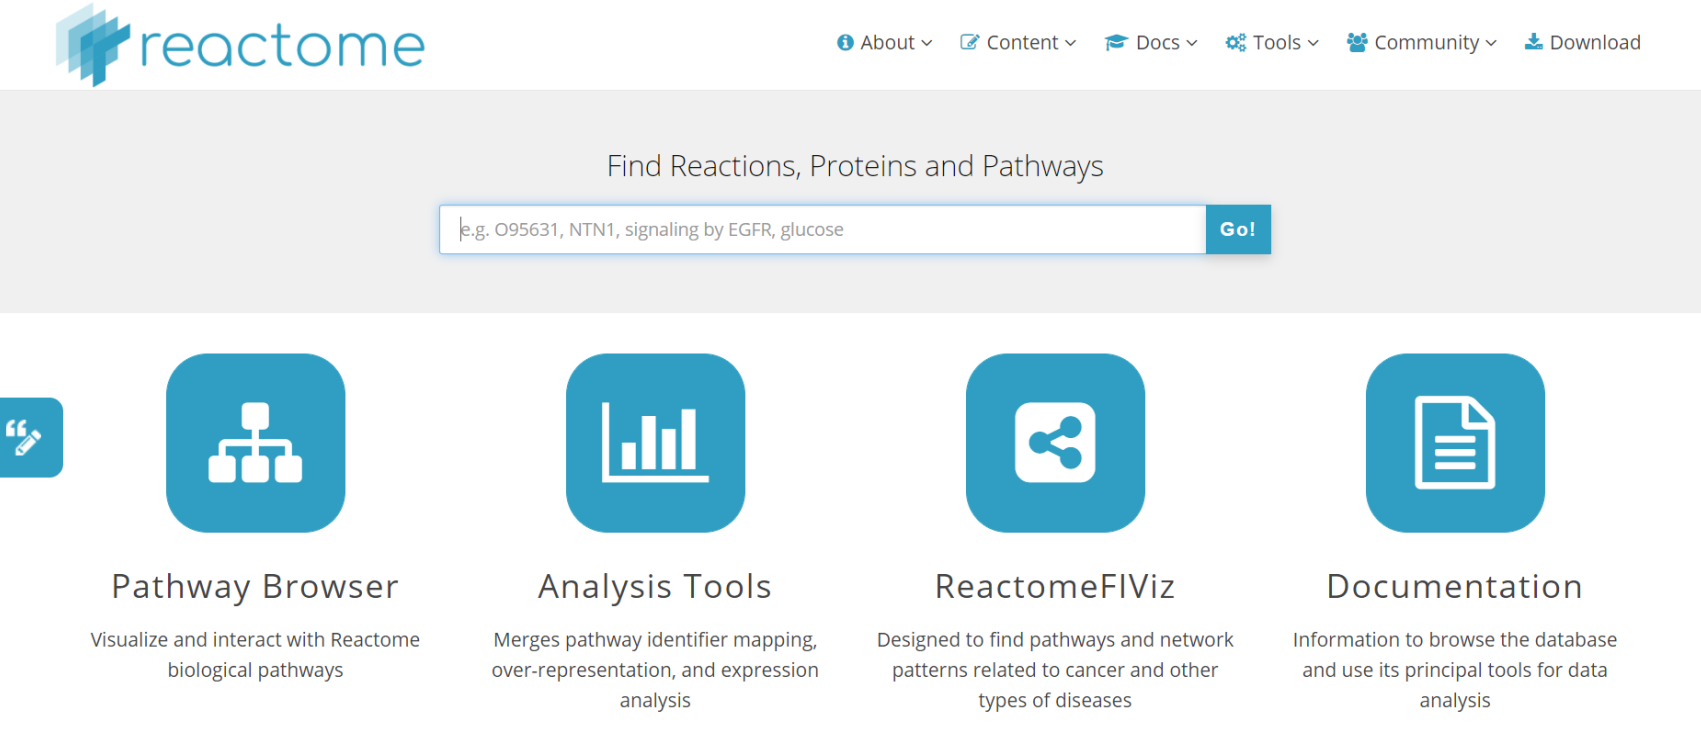 reactome
About
Content
Docs
Tools
Community
Download
Find Reactions, Proteins and Pathways
e.g. O95631, NTN1, signaling by EGFR, glucose
Go!
Pathway Browser
Visualize and interact with Reactome
biological pathways
Analysis Tools
Merges pathway identifier mapping,
over-representation, and expression
analysis
ReactomeFIViz
Designed to find pathways and network
patterns related to cancer and other
types of diseases
Documentation
Information to browse the database
and use its principal tools for data
analysis